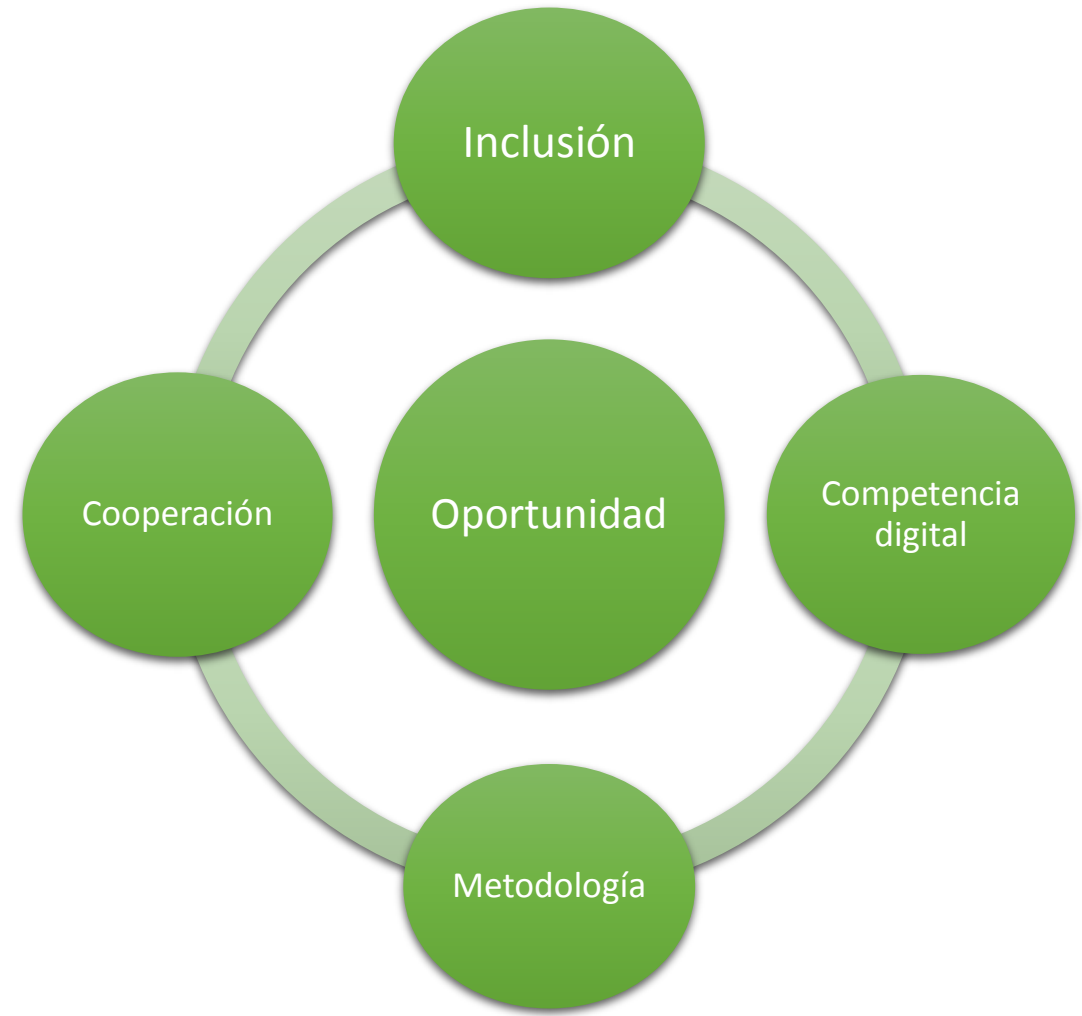 Inclusión
Cooperación
Oportunidad
Competencia
digital
Metodología